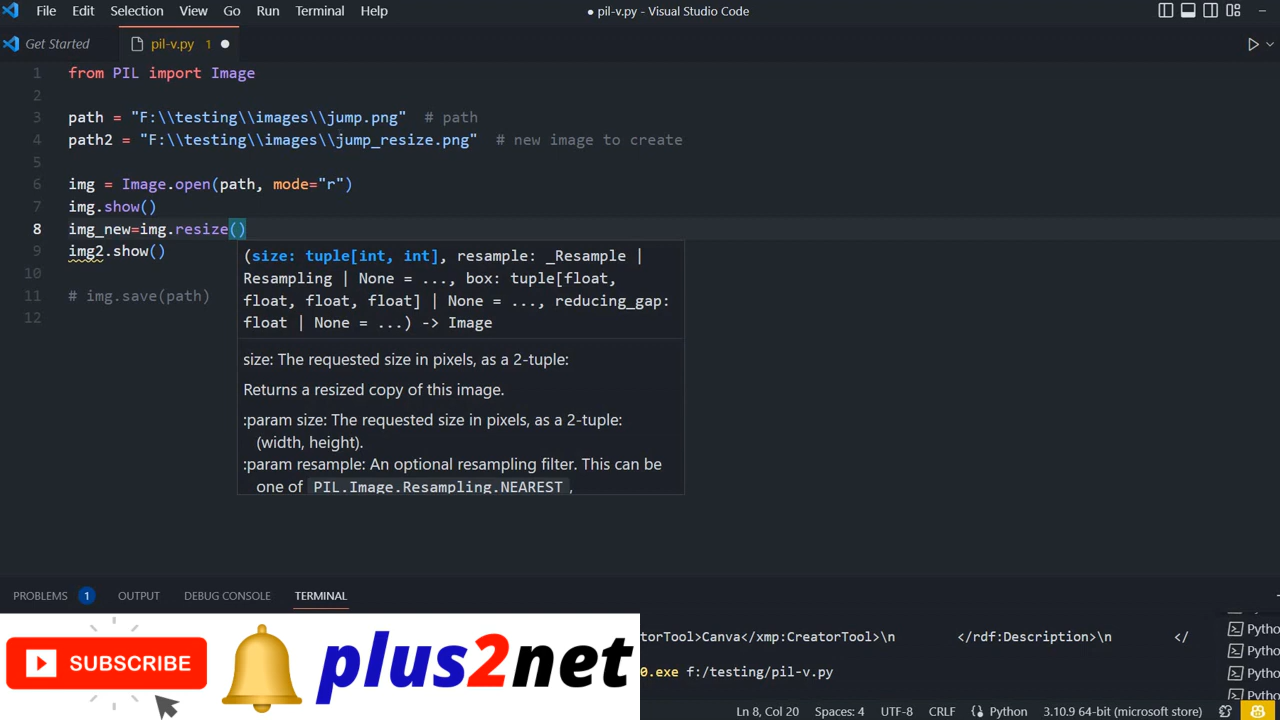 File Edit Selection View Go Run Terminal Help
● pil-v.py - Visual Studio Code
Get Started
pil-v.py 1 ●
1 from PIL import Image
2
3 path = "F:\\testing\\images\\jump.png" # path
4 path2 = "F:\\testing\\images\\jump_resize.png" # new image to create
5
6 img = Image.open(path, mode="r")
7 img.show()
8 img_new=img.resize()
9 img2.show()
10
11 # img.save(path)
12
(size: tuple[int, int], resample: _Resample |
Resampling | None = ..., box: tuple[float,
float, float, float] | None = ..., reducing_gap:
float | None = ...) -> Image
size: The requested size in pixels, as a 2-tuple:
Returns a resized copy of this image.
:param size: The requested size in pixels, as a 2-tuple:
(width, height).
:param resample: An optional resampling filter. This can be
one of PIL.Image.Resampling.NEAREST,
PROBLEMS 1 OUTPUT DEBUG CONSOLE TERMINAL
SUBSCRIBE
plus2net
torTool>Canva</xmp:CreatorTool>\n </rdf:Description>\n </
0.exe f:/testing/pil-v.py
Pytho
Pytho
Pytho
Pytho
Ln 8, Col 20 Spaces: 4 UTF-8 CRLF Python 3.10.9 64-bit (microsoft store)